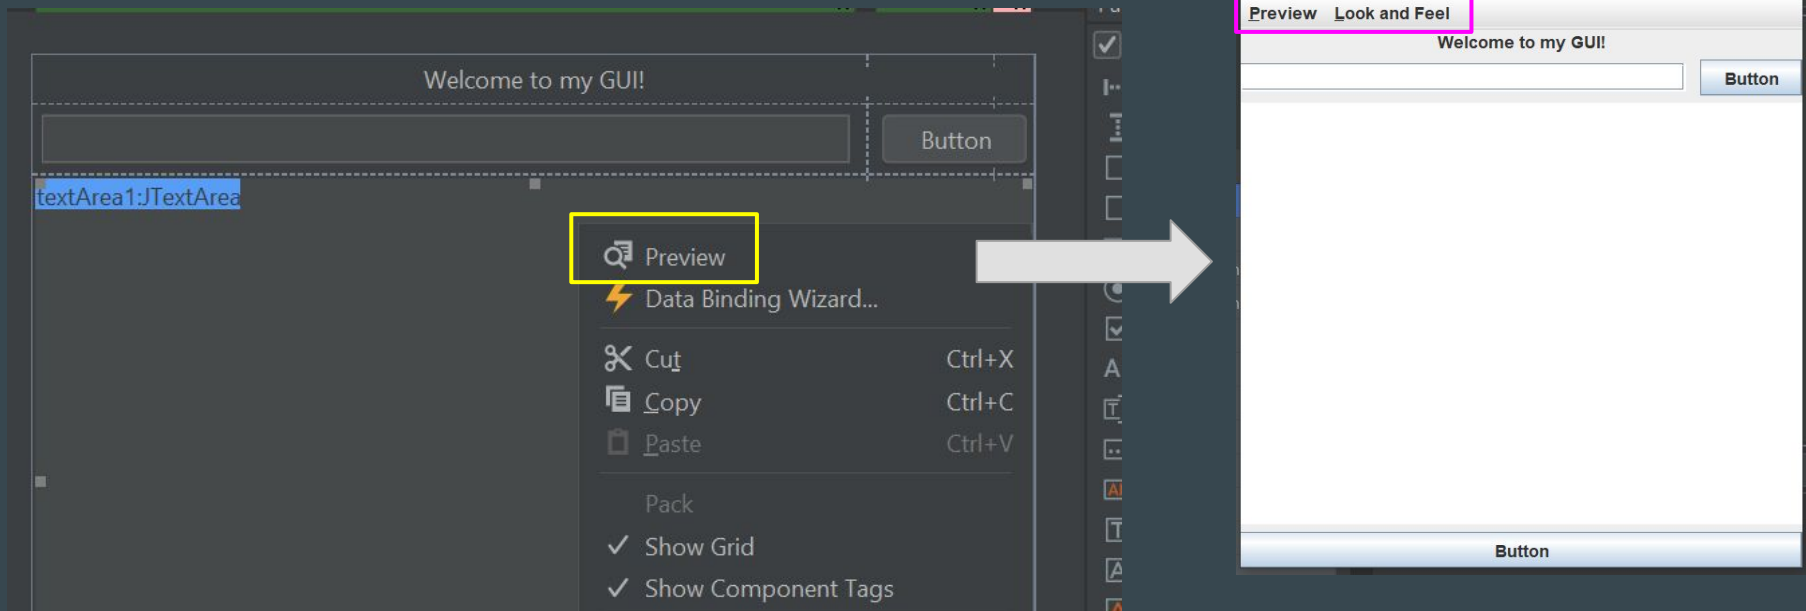 Welcome to my GUI!
Button
textArea1:JTextArea
Preview
Data Binding Wizard...
Cut Ctrl+X
Copy Ctrl+C
Paste Ctrl+V
Pack
Show Grid
Show Component Tags
Preview Look and Feel
Welcome to my GUI!
Button
Button